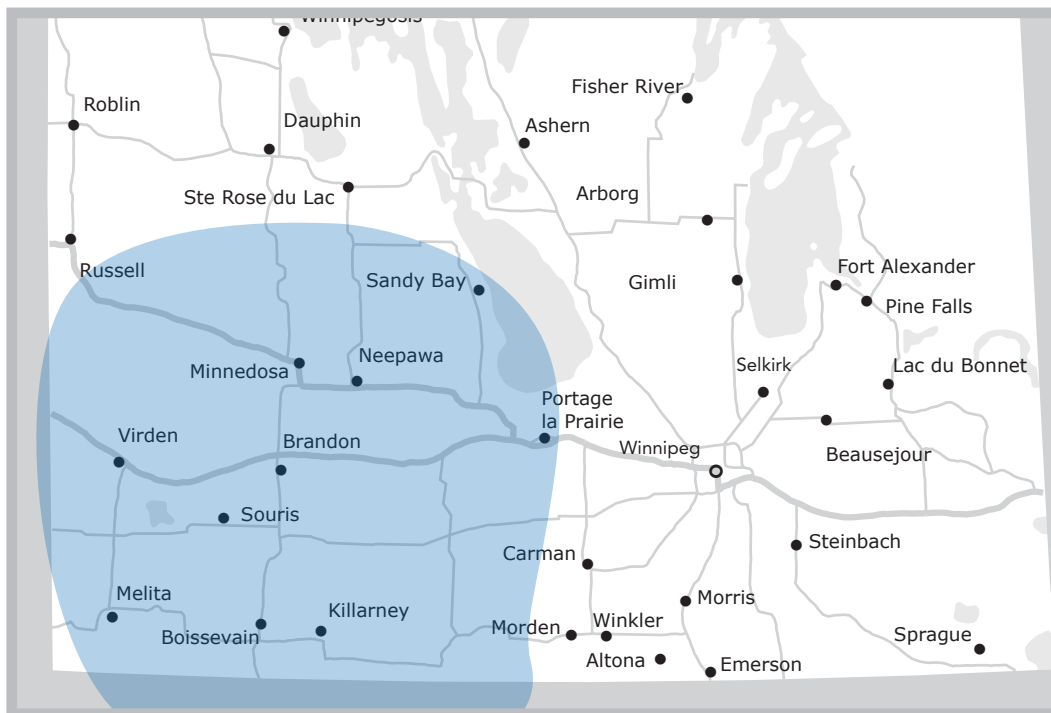 Winnipegosis
Fisher River
Roblin
Dauphin
Ashern
Ste Rose du Lac
Arborg
Russell
Sandy Bay
Gimli
Fort Alexander
Pine Falls
Minnedosa
Neepawa
Selkirk
Lac du Bonnet
Portage
la Prairie
Virden
Brandon
Winnipeg
Beausejour
Souris
Carman
Steinbach
Melita
Killarney
Boissevain
Morden
Winkler
Morris
Altona
Emerson
Sprague